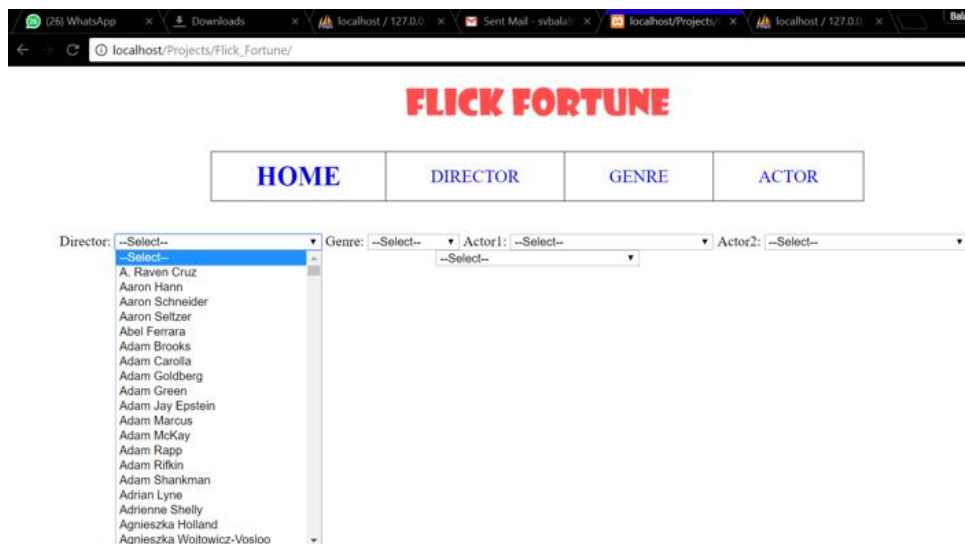 (26) WhatsApp × Downloads × localhost / 127.0.0. × Sent Mail - svbala × localhost/Projects/ × localhost / 127.0.0 × Bala
localhost/Projects/Flick_Fortune/
FLICK FORTUNE
HOME DIRECTOR GENRE ACTOR
Director: --Select-- Genre: --Select-- Actor1: --Select-- Actor2: --Select--
--Select-- --Select--
A. Raven Cruz
Aaron Hann
Aaron Schneider
Aaron Seltzer
Abel Ferrara
Adam Brooks
Adam Carolla
Adam Goldberg
Adam Green
Adam Jay Epstein
Adam Marcus
Adam McKay
Adam Rapp
Adam Rifkin
Adam Shankman
Adrian Lyne
Adrienne Shelly
Agnieszka Holland
Agnieszka Wojtowicz-Vosloo